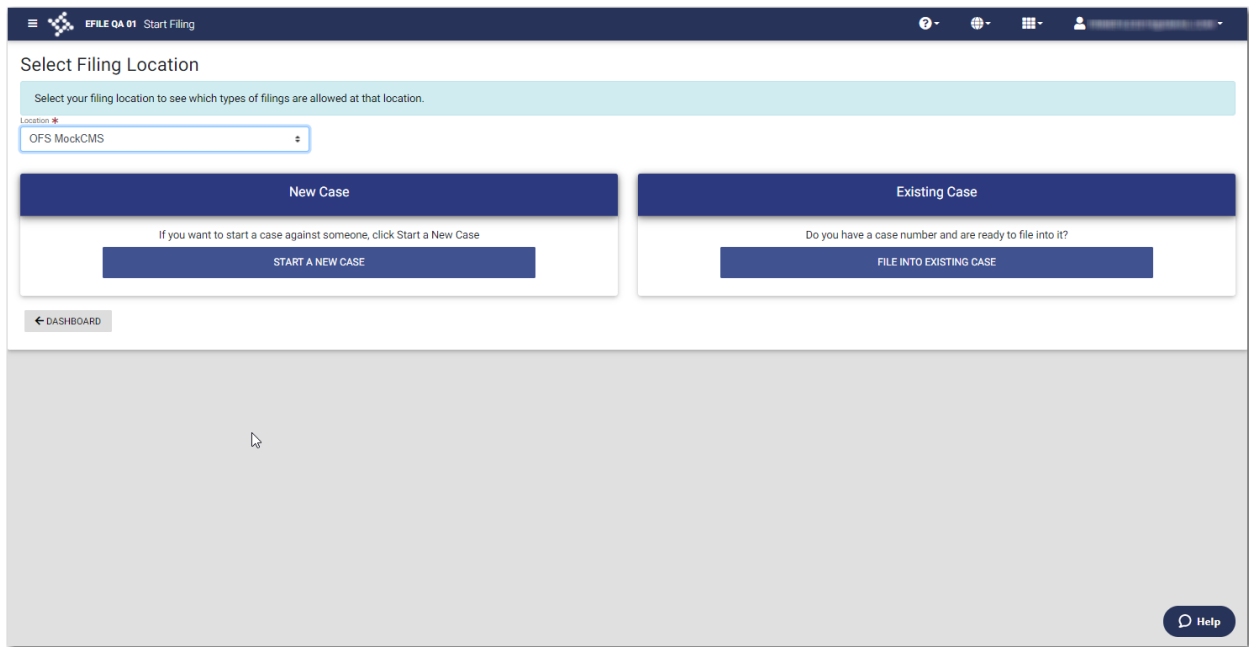 EFILE QA 01 Start Filing
Select Filing Location
Select your filing location to see which types of filings are allowed at that location.
Location *
OFS MockCMS
New Case
If you want to start a case against someone, click Start a New Case
START A NEW CASE
Existing Case
Do you have a case number and are ready to file into it?
FILE INTO EXISTING CASE
DASHBOARD
Help